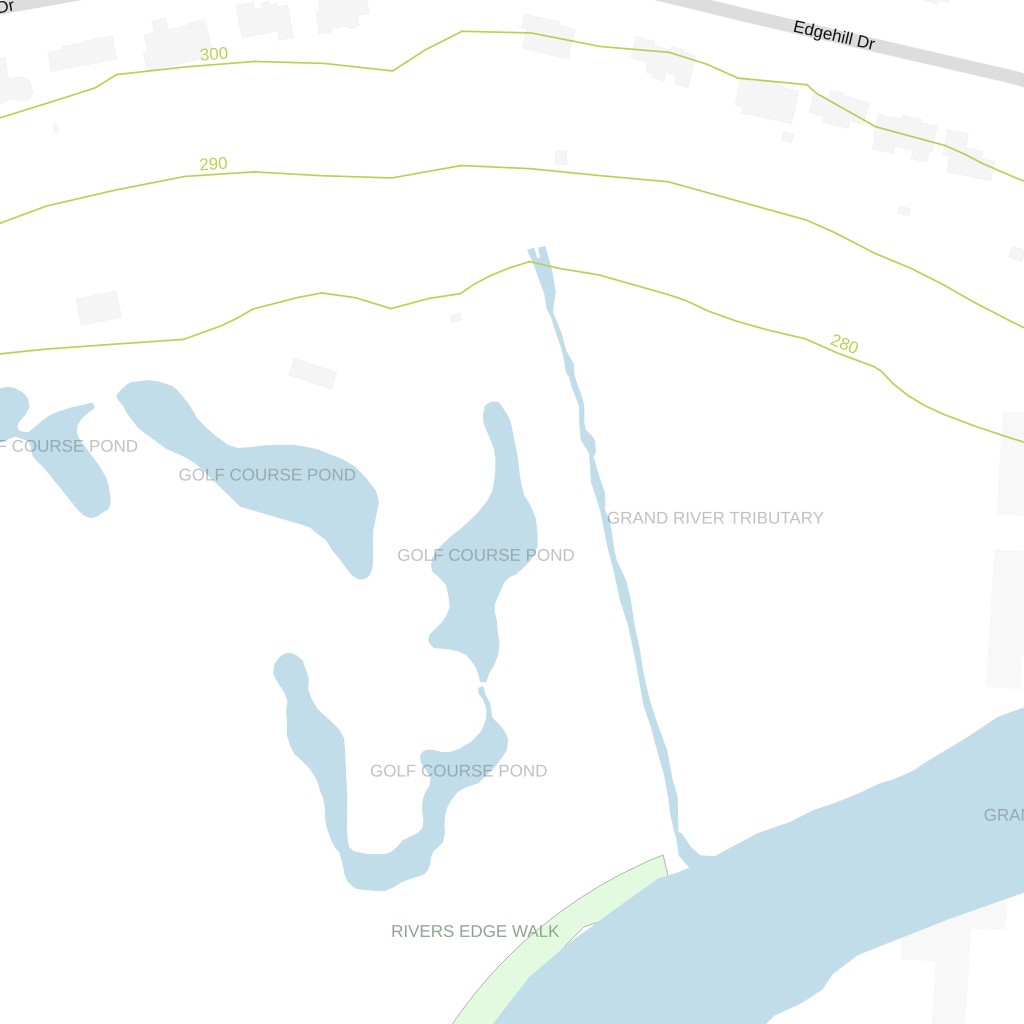 Dr
Edgehill Dr
300
290
280
F COURSE POND
GOLF COURSE POND
GRAND RIVER TRIBUTARY
GOLF COURSE POND
GOLF COURSE POND
GRAN
RIVERS EDGE WALK